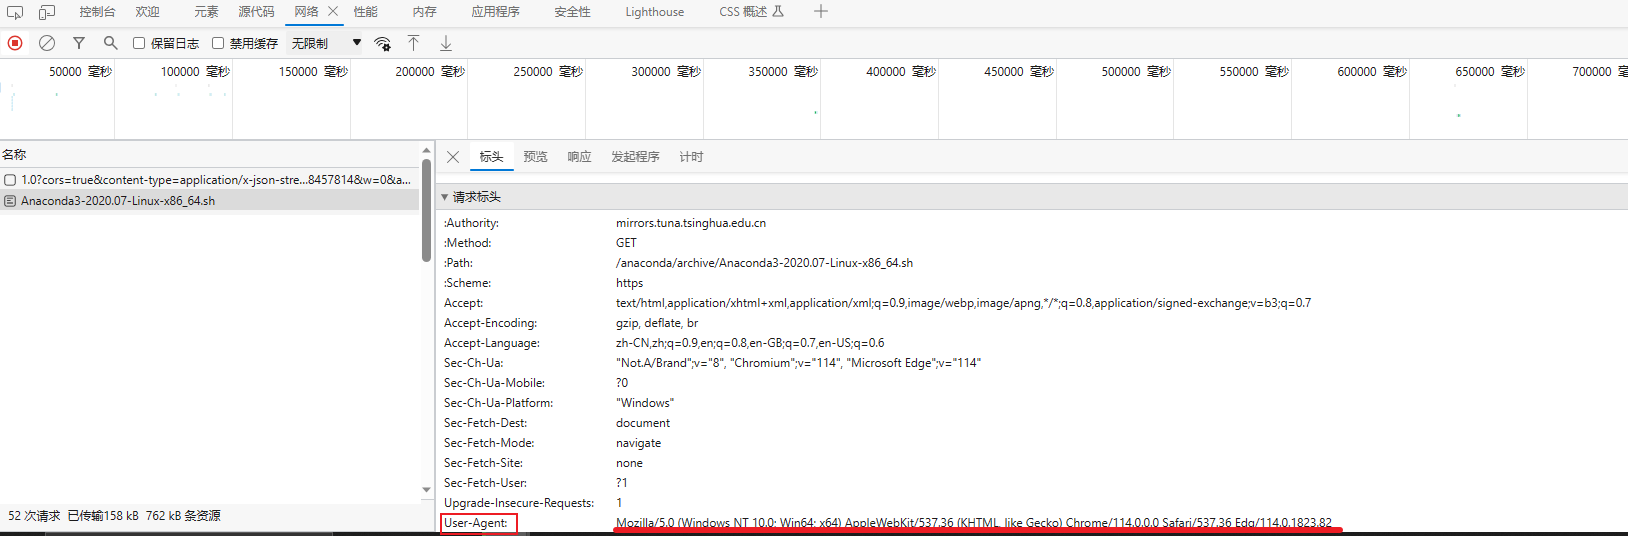 控制台 欢迎 元素 源代码 网络 性能 内存 应用程序 安全性 Lighthouse CSS 概述
保留日志 禁用缓存 无限制
50000 毫秒 100000 毫秒 150000 毫秒 200000 毫秒 250000 毫秒 300000 毫秒 350000 毫秒 400000 毫秒 450000 毫秒 500000 毫秒 550000 毫秒 600000 毫秒 650000 毫秒 700000 毫
名称
1.0?cors=true&content-type=application/x-json-stre...8457814&w=0&a...
Anaconda3-2020.07-Linux-x86_64.sh
52 次请求 已传输158 kB 762 kB 条资源
标头 预览 响应 发起程序 计时
请求标头
:Authority: mirrors.tuna.tsinghua.edu.cn
:Method: GET
:Path: /anaconda/archive/Anaconda3-2020.07-Linux-x86_64.sh
:Scheme: https
Accept: text/html,application/xhtml+xml,application/xml;q=0.9,image/webp,image/apng,*/*;q=0.8,application/signed-exchange;v=b3;q=0.7
Accept-Encoding: gzip, deflate, br
Accept-Language: zh-CN,zh;q=0.9,en;q=0.8,en-GB;q=0.7,en-US;q=0.6
Sec-Ch-Ua: "Not.A/Brand";v="8", "Chromium";v="114", "Microsoft Edge";v="114"
Sec-Ch-Ua-Mobile: ?0
Sec-Ch-Ua-Platform: "Windows"
Sec-Fetch-Dest: document
Sec-Fetch-Mode: navigate
Sec-Fetch-Site: none
Sec-Fetch-User: ?1
Upgrade-Insecure-Requests: 1
User-Agent: Mozilla/5.0 (Windows NT 10.0; Win64; x64) AppleWebKit/537.36 (KHTML, like Gecko) Chrome/114.0.0.0 Safari/537.36 Edg/114.0.1823.82